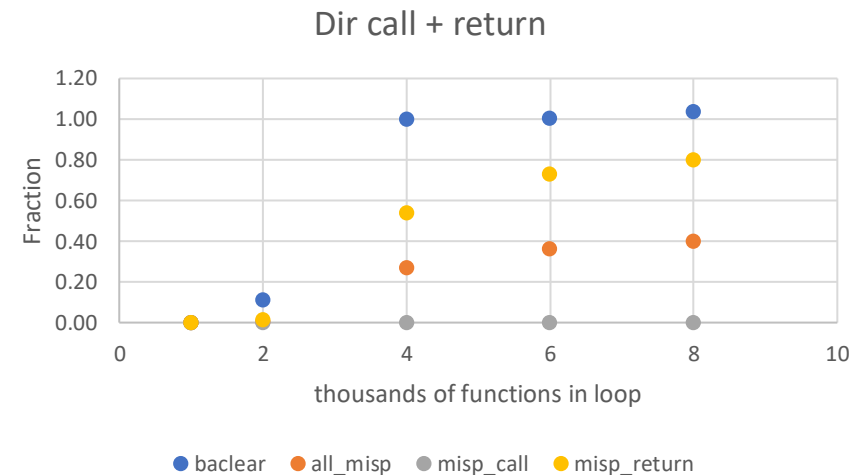 Dir call + return
1.20
1.00
0.80
0.60
0.40
0.20
0.00
Fraction
0 2 4 6 8 10
thousands of functions in loop
baclear all_misp misp_call misp_return